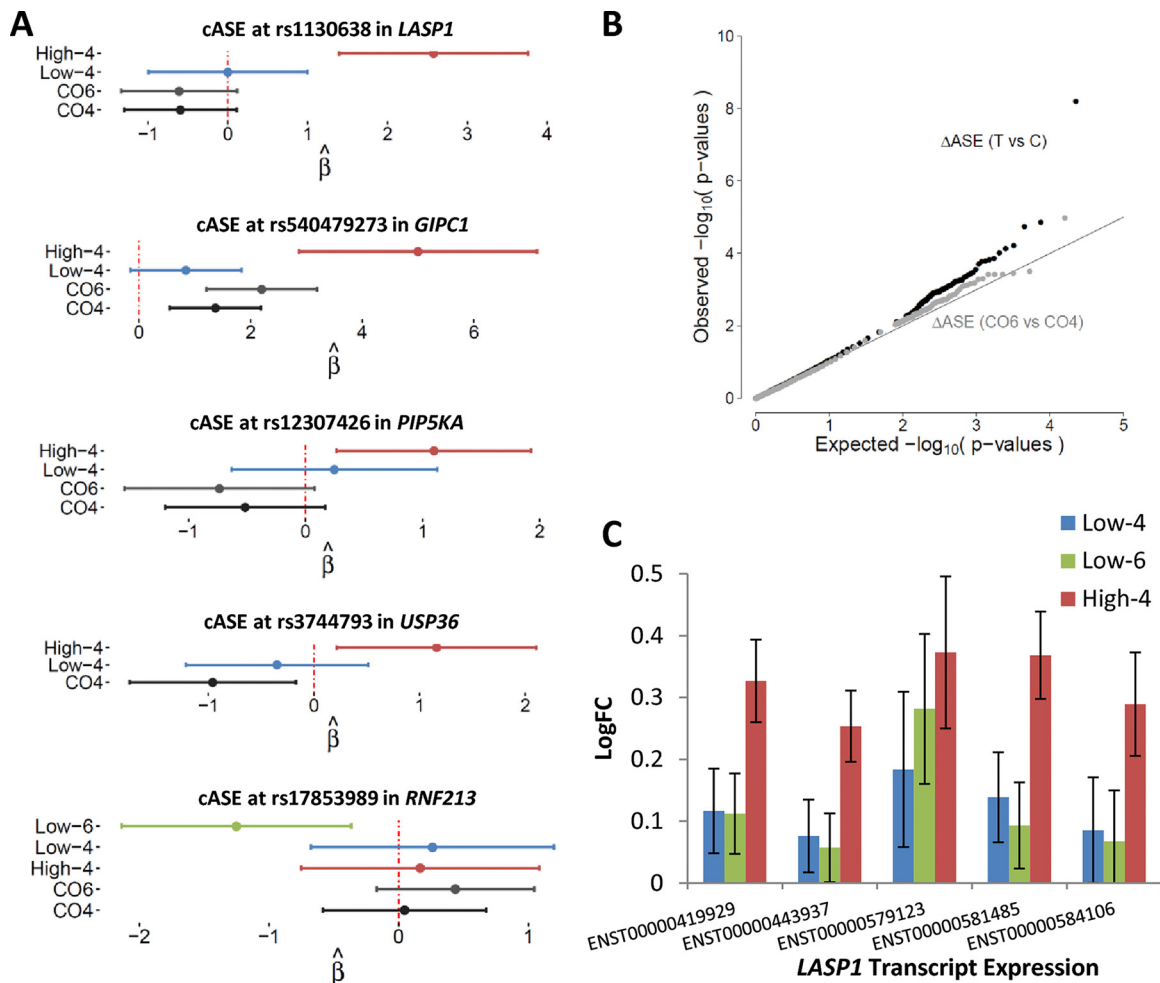 A
cASE at rs1130638 in LASP1
High-4
Low-4
CO6
CO4
−1 0 1 2 3 4
β̂
cASE at rs540479273 in GIPC1
High-4
Low-4
CO6
CO4
0 2 4 6
β̂
cASE at rs12307426 in PIP5KA
High-4
Low-4
CO6
CO4
−1 0 1 2
β̂
cASE at rs3744793 in USP36
High-4
Low-4
CO4
−1 0 1 2
β̂
cASE at rs17853989 in RNF213
Low-6
Low-4
High-4
CO6
CO4
−2 −1 0 1
β̂
B
10
8
6
4
2
0
Observed −log10( p-values )
ΔASE (T vs C)
ΔASE (CO6 vs CO4)
0 1 2 3 4 5
Expected −log10( p-values )
C
Low-4
Low-6
High-4
0.5
0.4
0.3
0.2
0.1
0
LogFC
ENST00000419929
ENST00000443937
ENST00000579123
ENST00000581485
ENST00000584106
LASP1 Transcript Expression